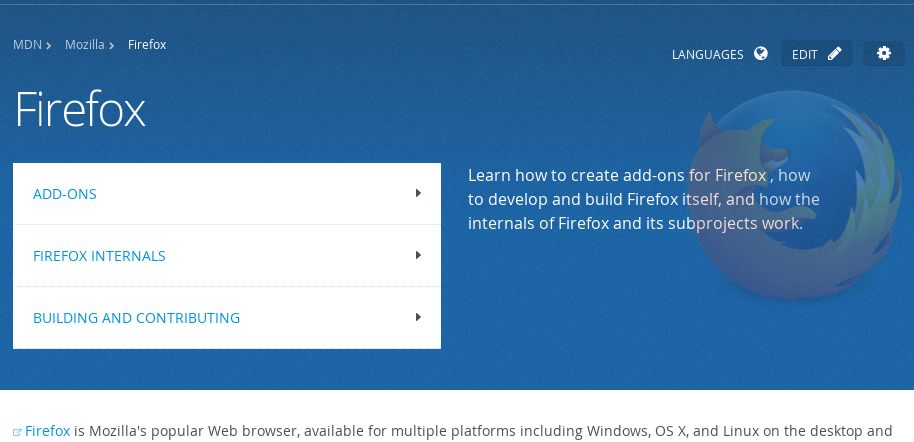 MDN Mozilla Firefox
LANGUAGES EDIT
Firefox
ADD-ONS
FIREFOX INTERNALS
BUILDING AND CONTRIBUTING
Learn how to create add-ons for Firefox , how
to develop and build Firefox itself, and how the
internals of Firefox and its subprojects work.
Firefox is Mozilla's popular Web browser, available for multiple platforms including Windows, OS X, and Linux on the desktop and